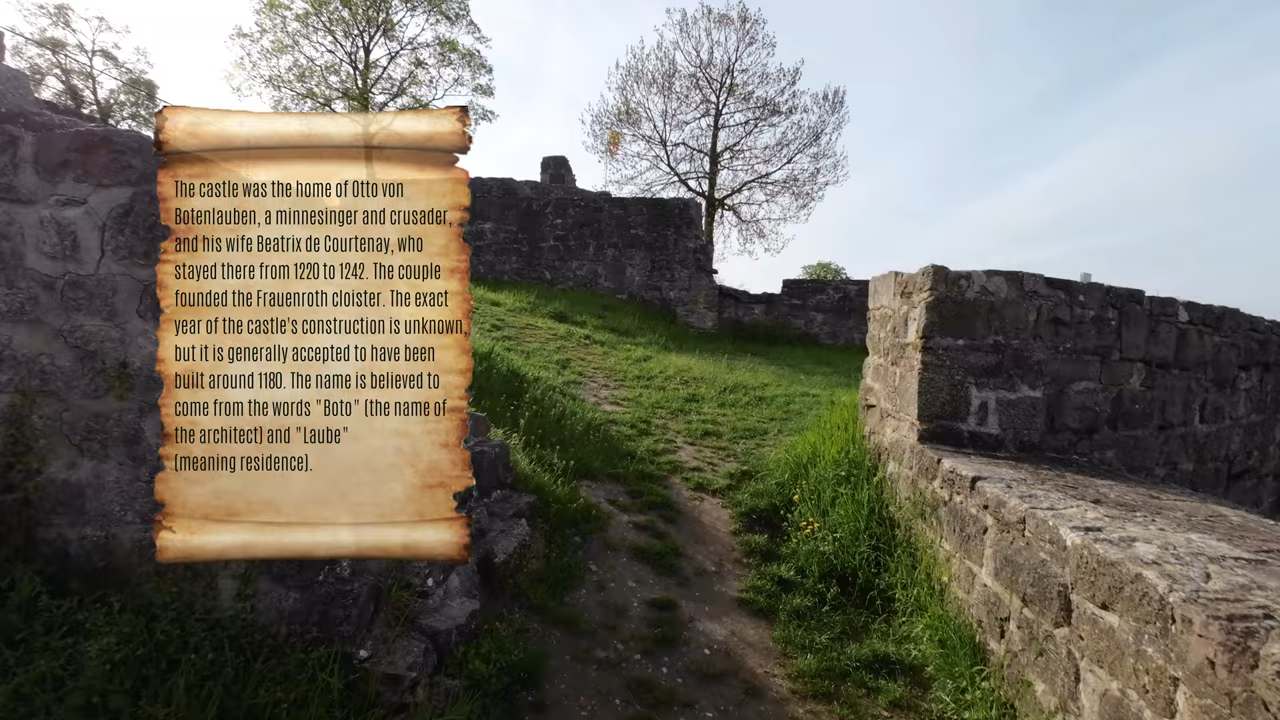 The castle was the home of Otto von
Botenlauben, a minnesinger and crusader,
and his wife Beatrix de Courtenay, who
stayed there from 1220 to 1242. The couple
founded the Frauenroth cloister. The exact
year of the castle's construction is unknown,
but it is generally accepted to have been
built around 1180. The name is believed to
come from the words "Boto" (the name of
the architect) and "Laube"
(meaning residence).